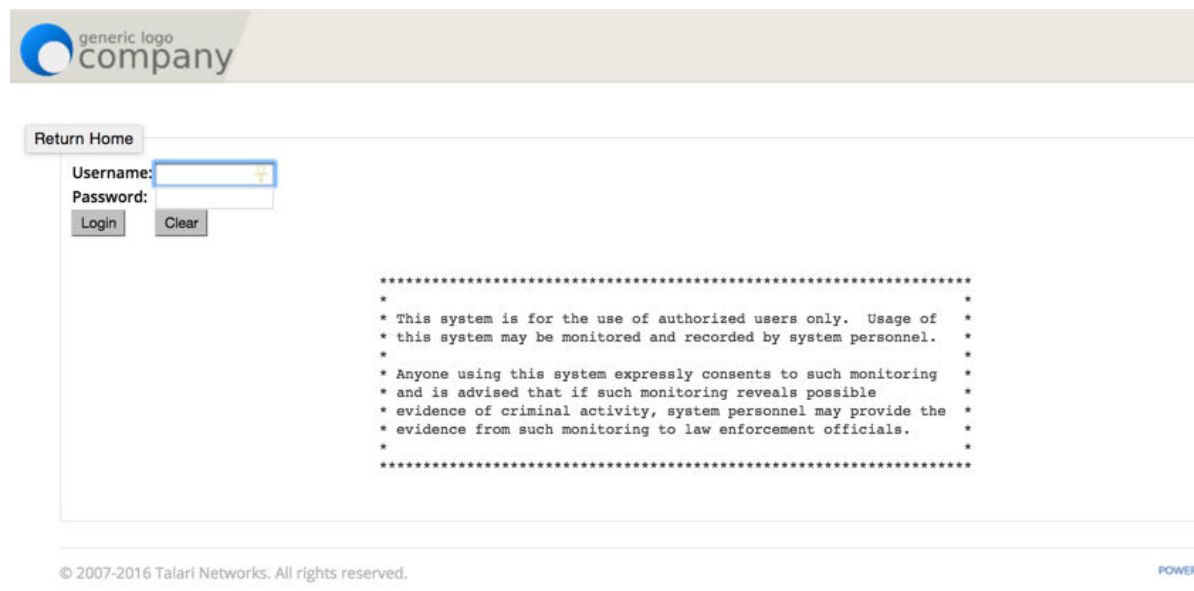 generic logo
company
Return Home
Username:
Password:
Login Clear
********************************************************************
* *
* This system is for the use of authorized users only.  Usage of *
* this system may be monitored and recorded by system personnel. *
* *
* Anyone using this system expressly consents to such monitoring *
* and is advised that if such monitoring reveals possible *
* evidence of criminal activity, system personnel may provide the *
* evidence from such monitoring to law enforcement officials. *
* *
********************************************************************
© 2007-2016 Talari Networks. All rights reserved.
POWER